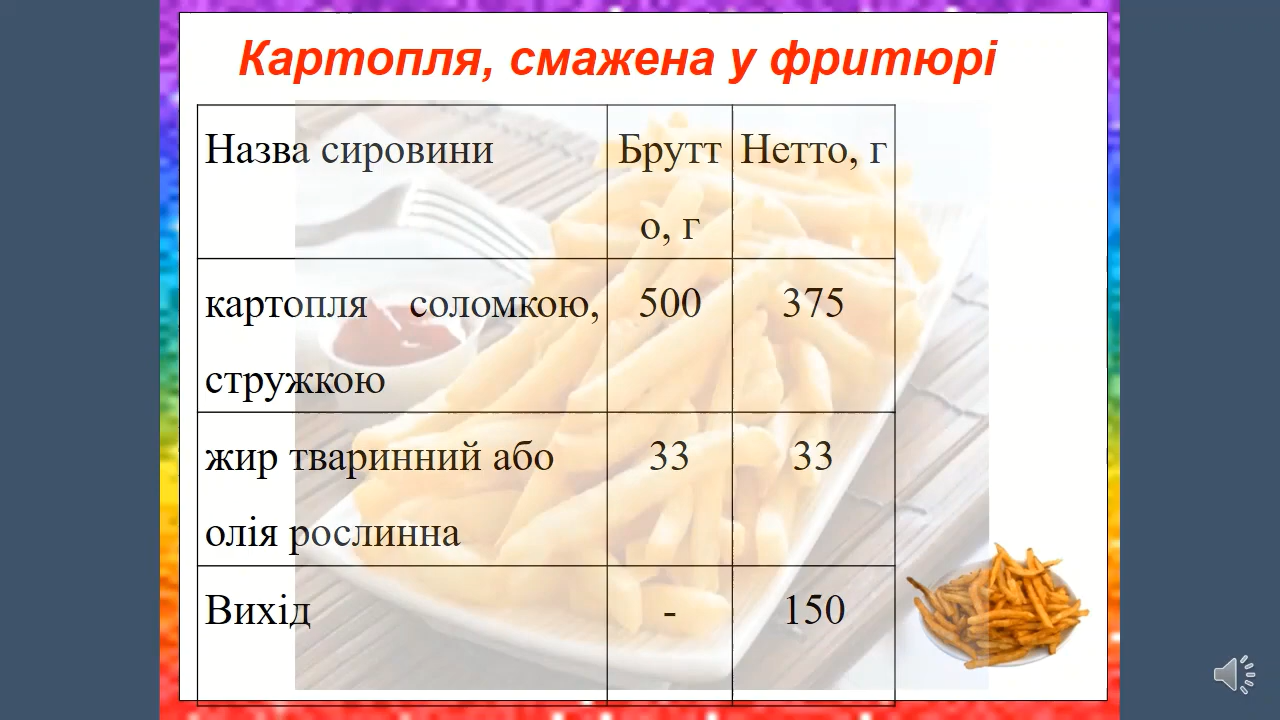 Картопля, смажена у фритюрі
Назва сировини Брутт Нетто, г
о, г
картопля соломкою, 500 375
стружкою
жир тваринний або 33 33
олія рослинна
Вихід - 150